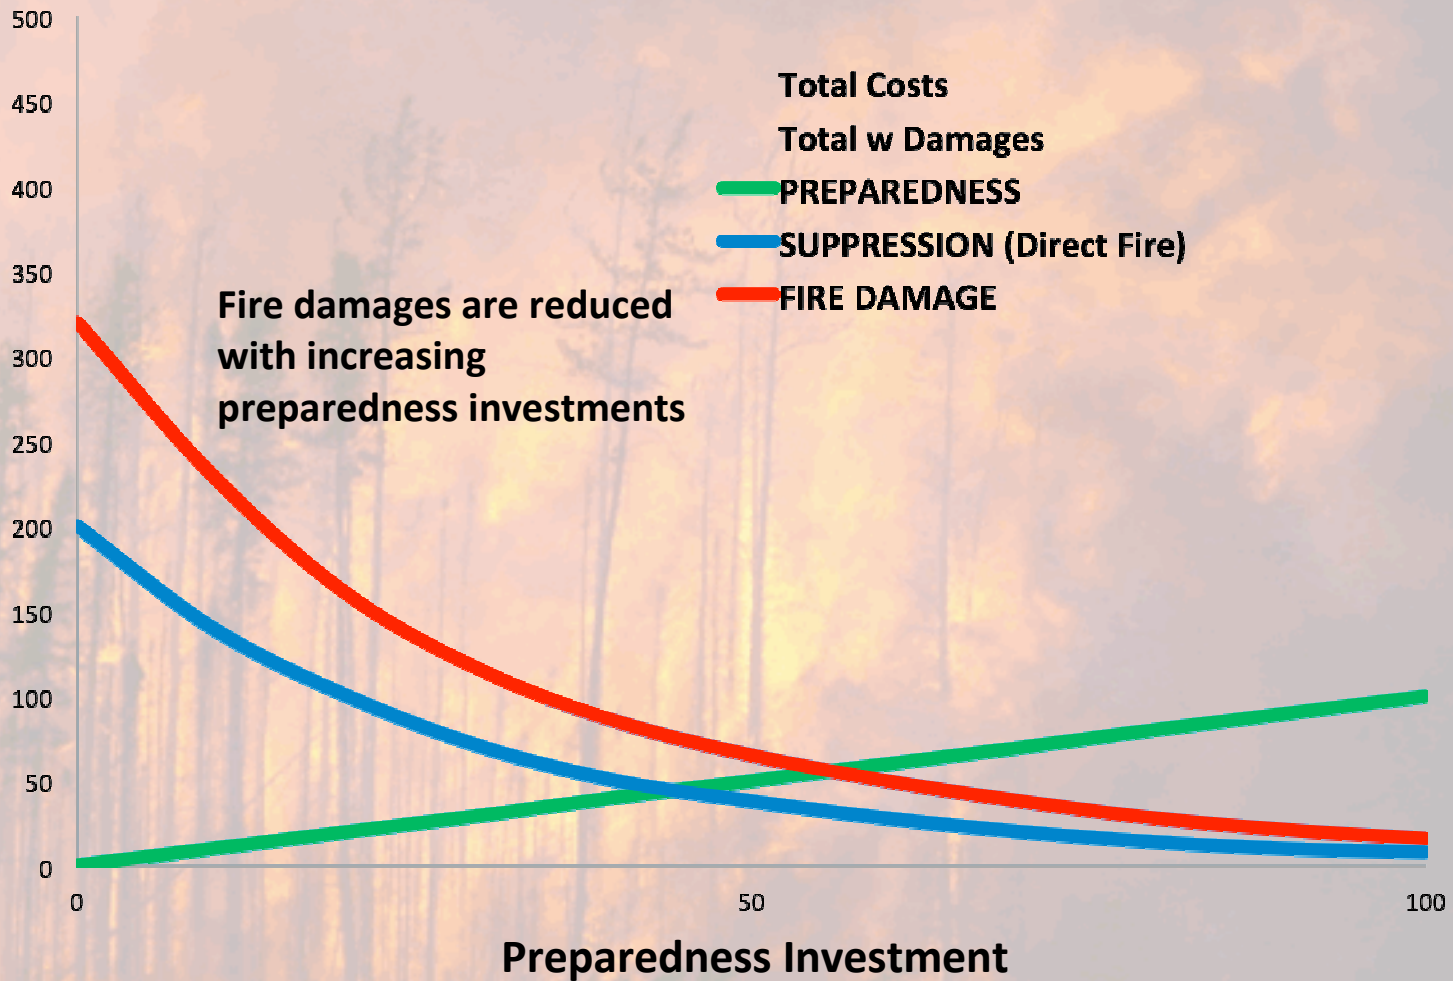 500
450
400
350
300
250
200
150
100
50
0
Total Costs
Total w Damages
PREPAREDNESS
SUPPRESSION (Direct Fire)
FIRE DAMAGE
Fire damages are reduced
with increasing
preparedness investments
0 50 100
Preparedness Investment